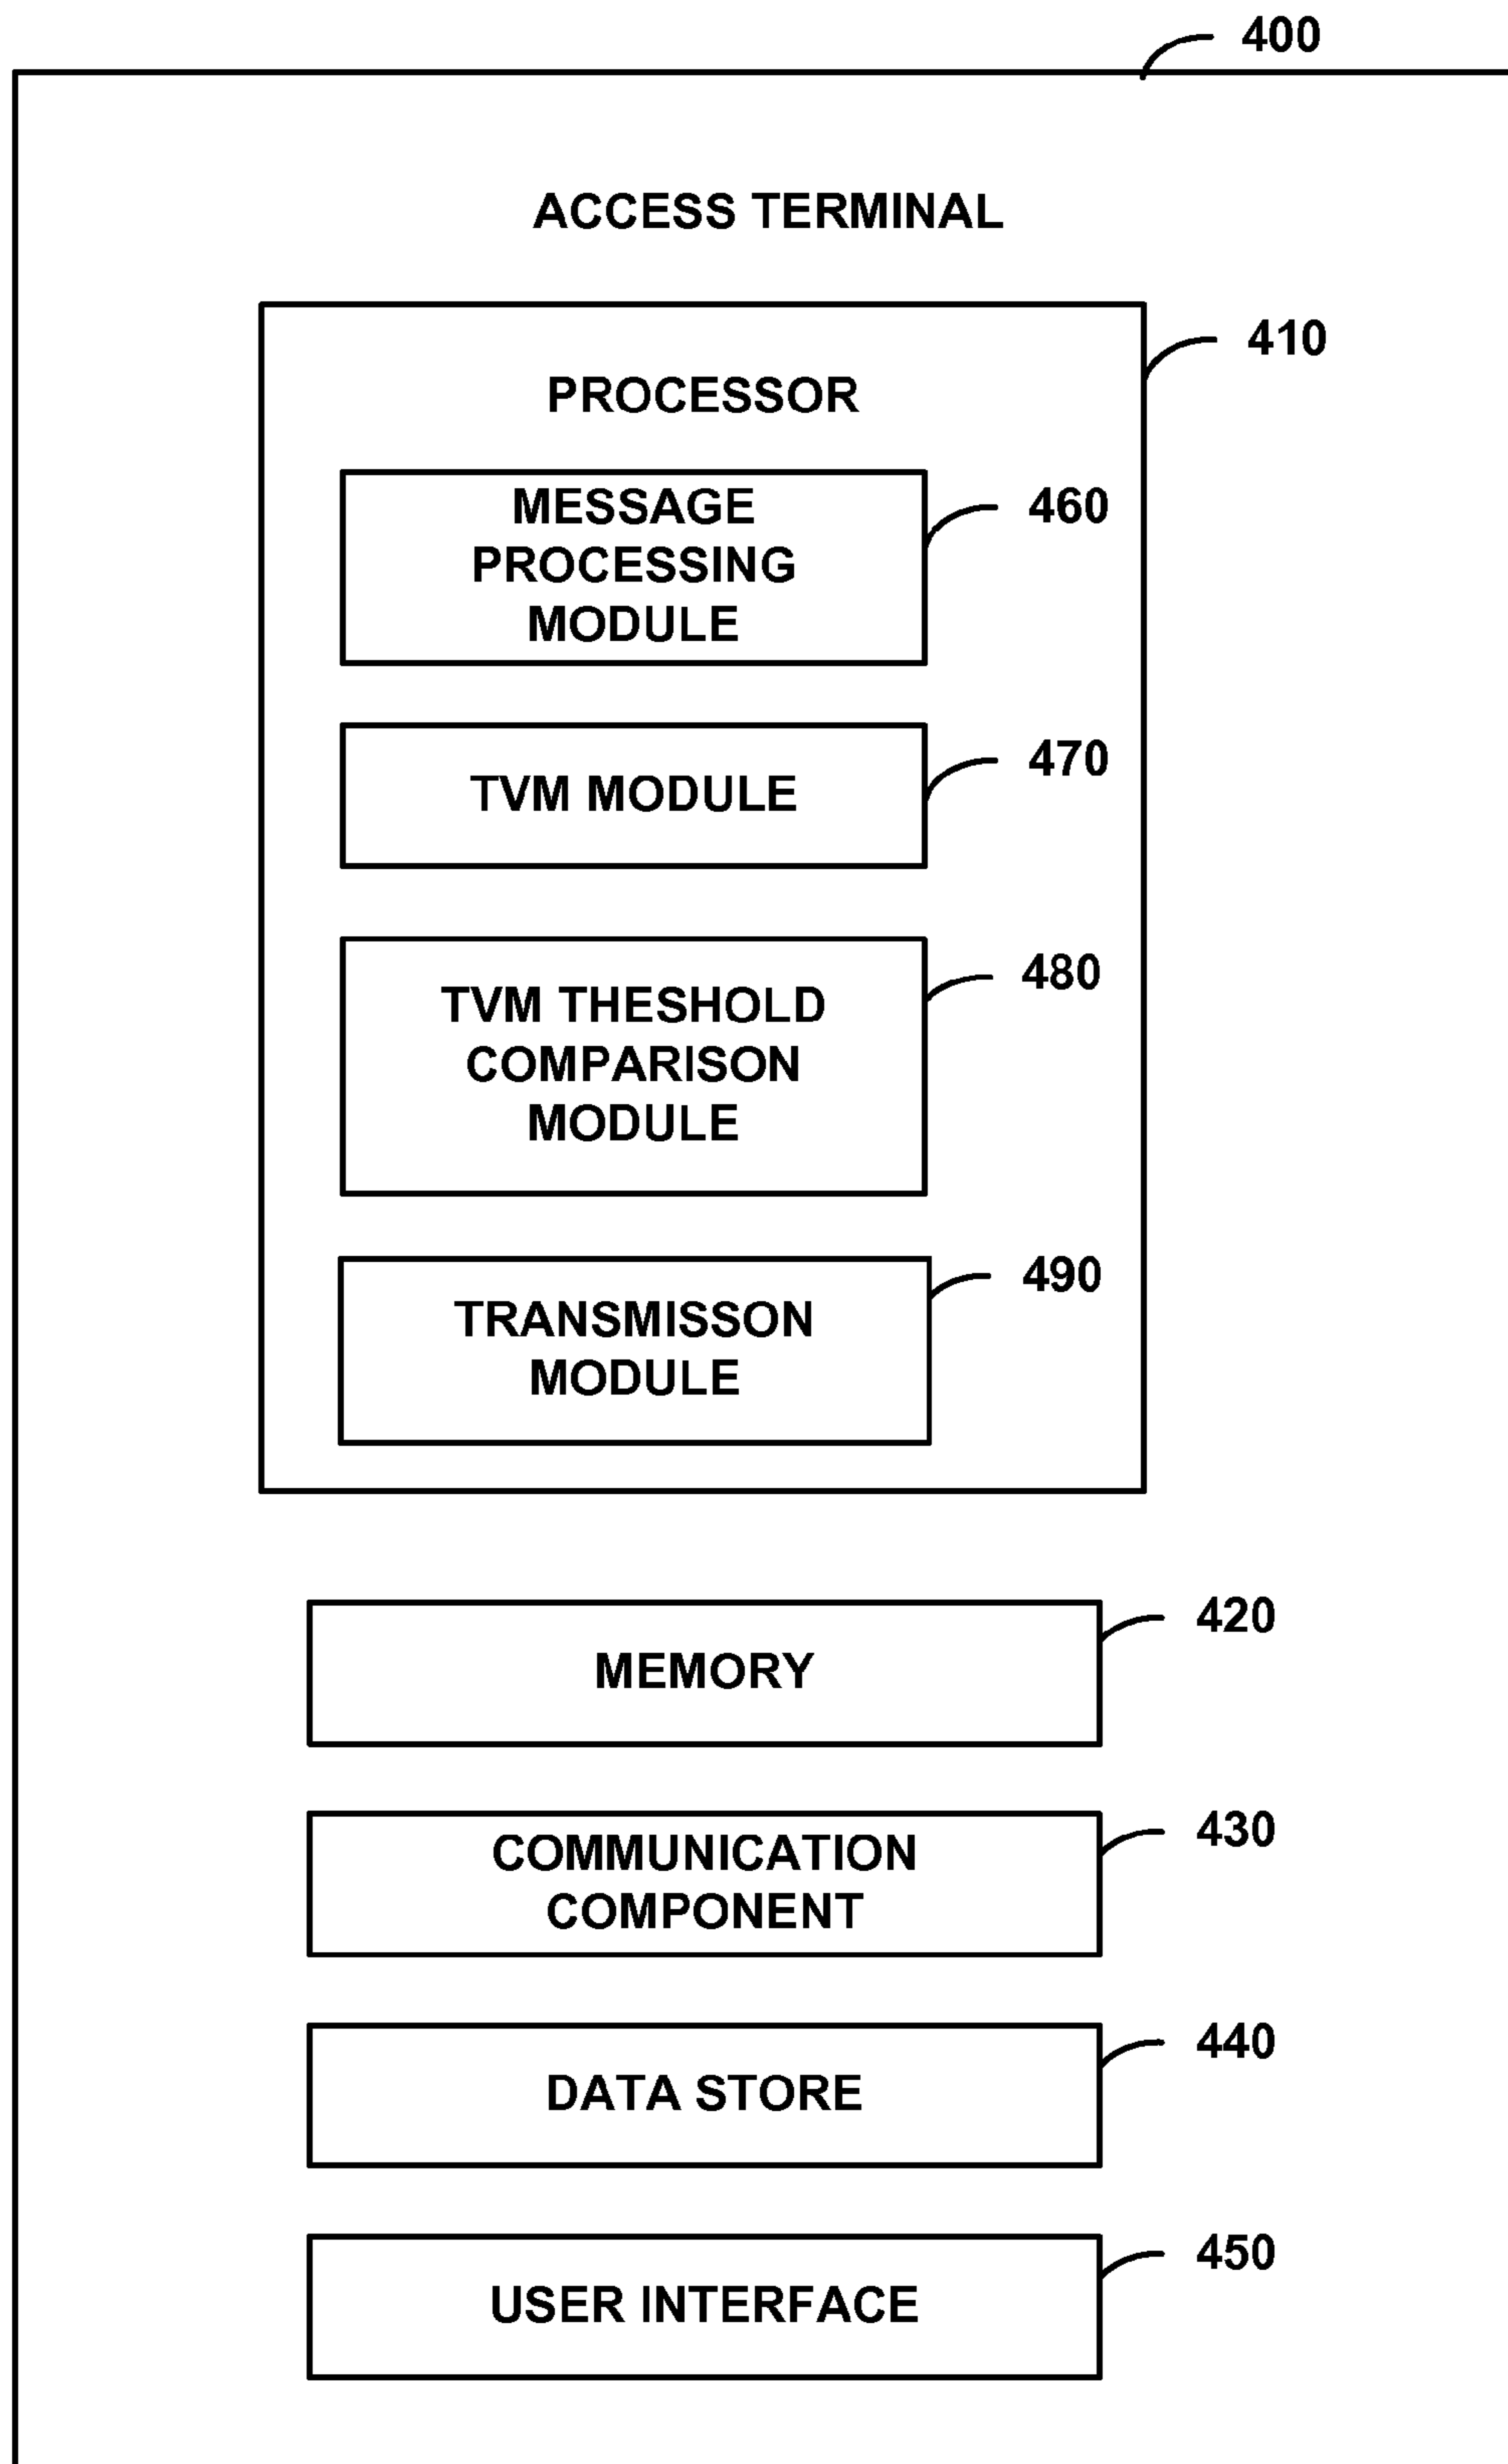 400
ACCESS TERMINAL
410
PROCESSOR
MESSAGE
PROCESSING
MODULE
460
TVM MODULE
470
TVM THESHOLD
COMPARISON
MODULE
480
TRANSMISSON
MODULE
490
MEMORY
420
COMMUNICATION
COMPONENT
430
DATA STORE
440
USER INTERFACE
450